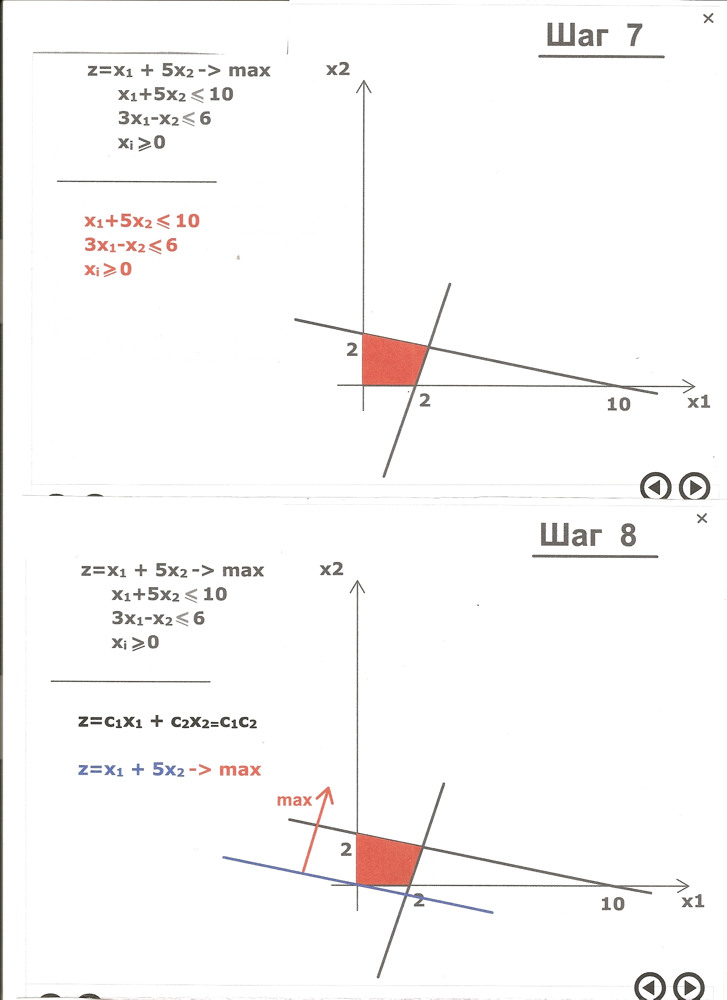 Шаг 7
z=x₁ + 5x₂ -> max
x₁+5x₂ ⩽ 10
3x₁-x₂ ⩽ 6
xᵢ ⩾ 0
x₁+5x₂ ⩽ 10
3x₁-x₂ ⩽ 6
xᵢ ⩾ 0
x2
2
2
10
x1
Шаг 8
z=x₁ + 5x₂ -> max
x₁+5x₂ ⩽ 10
3x₁-x₂ ⩽ 6
xᵢ ⩾ 0
z=c₁x₁ + c₂x₂=c₁c₂
z=x₁ + 5x₂ -> max
x2
max
2
2
10
x1